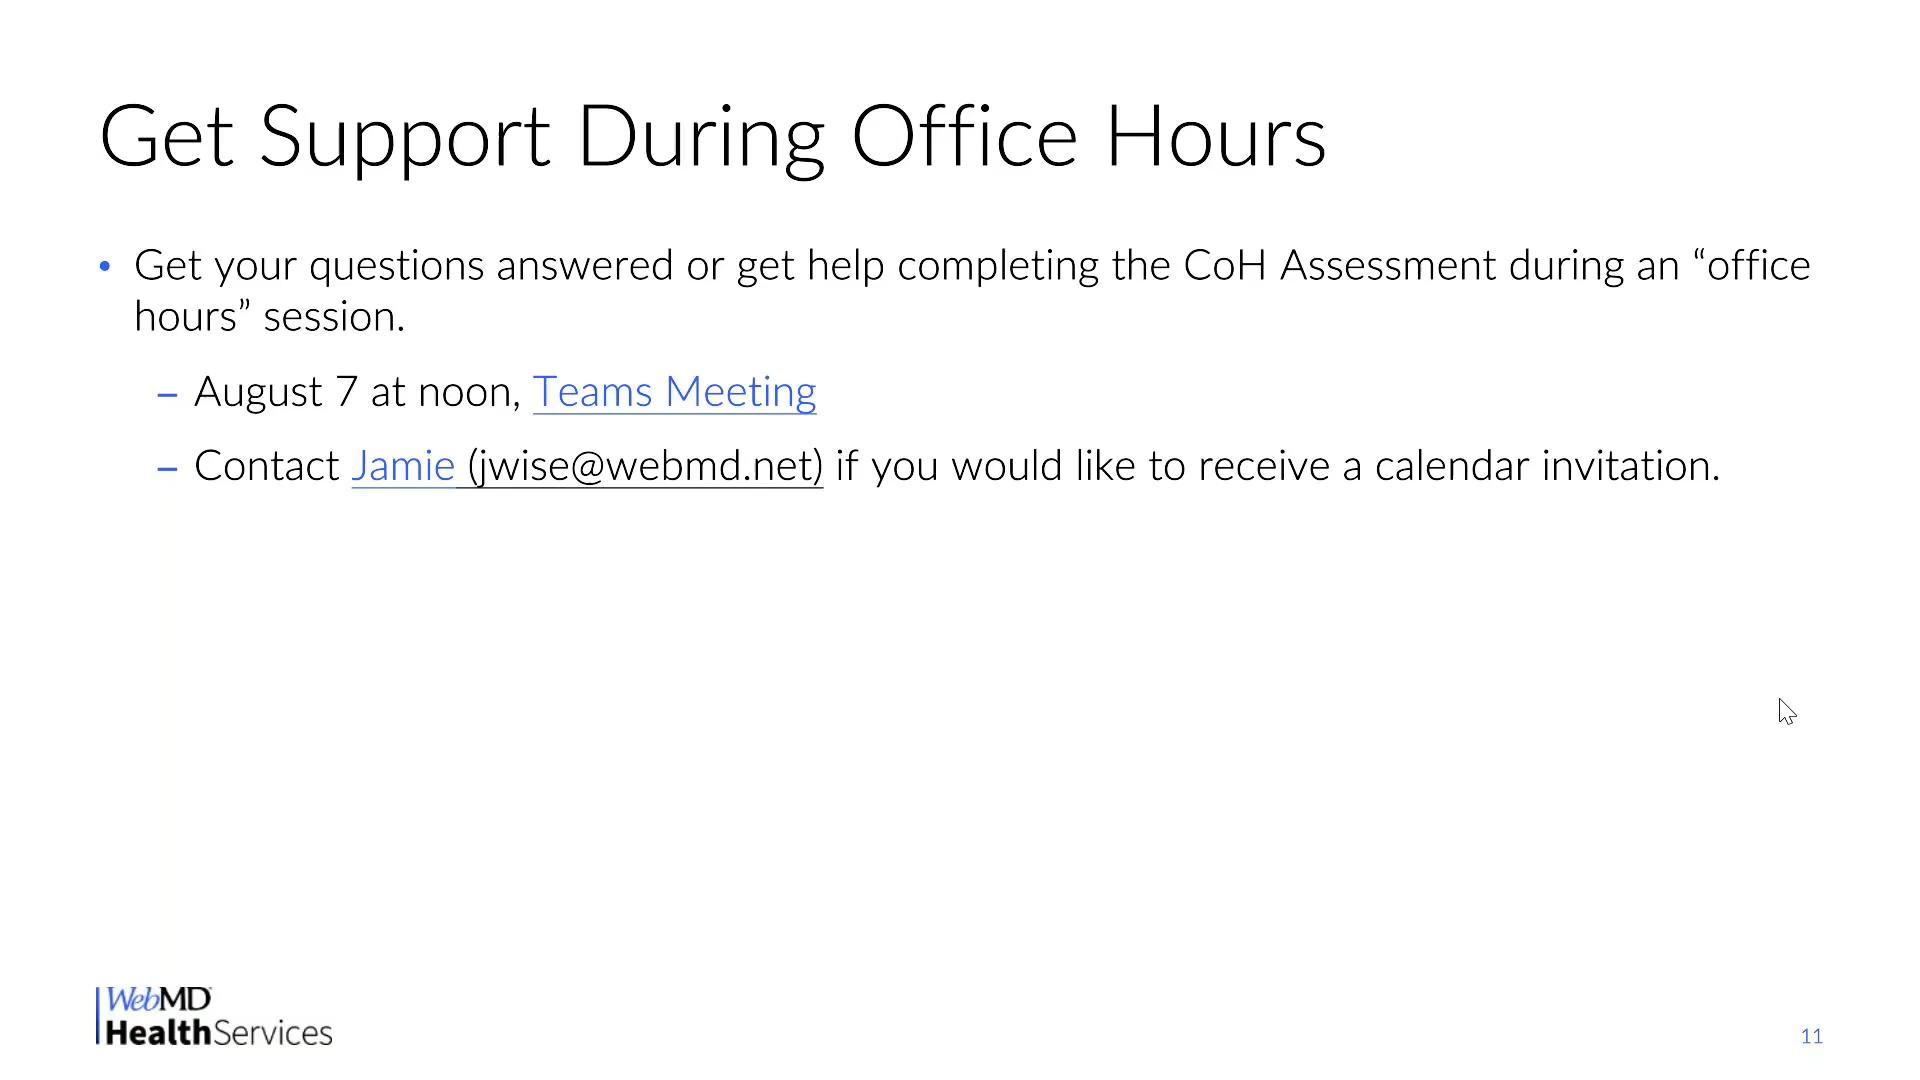 Get Support During Office Hours
• Get your questions answered or get help completing the CoH Assessment during an “office
hours” session.
– August 7 at noon, Teams Meeting
– Contact Jamie (jwise@webmd.net) if you would like to receive a calendar invitation.
WebMD
HealthServices
11